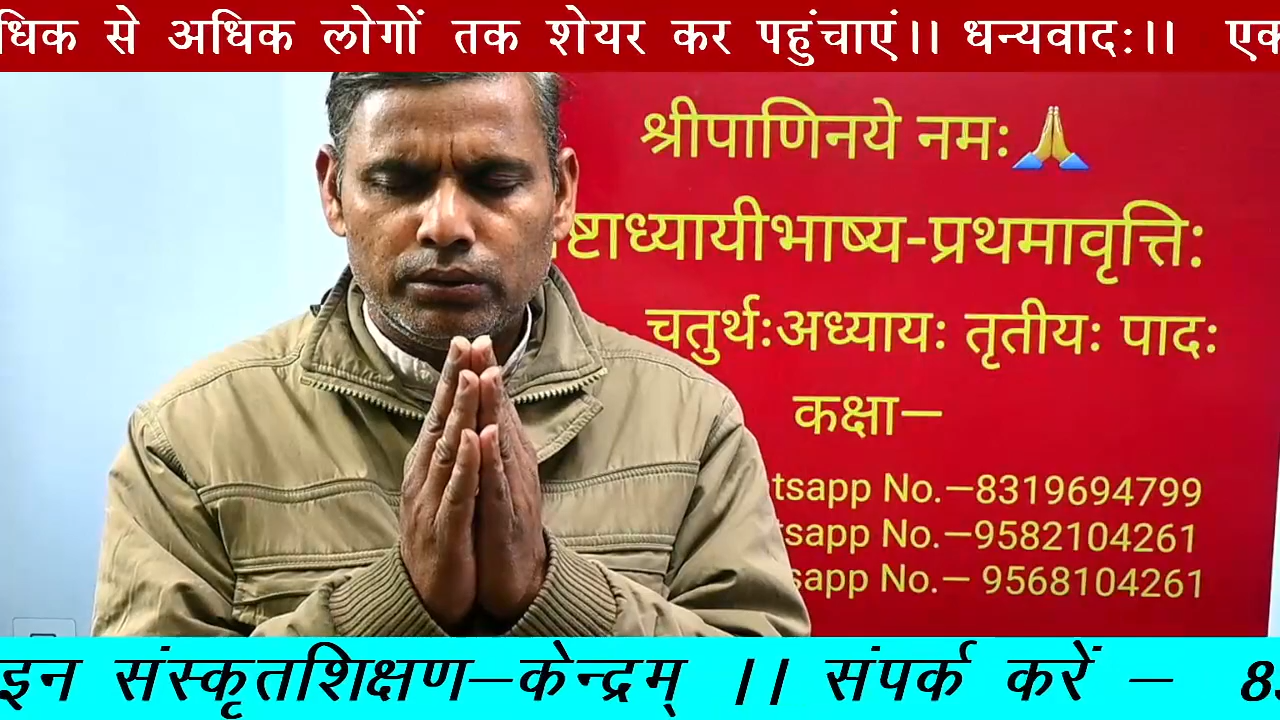 धिक से अधिक लोगों तक शेयर कर पहुंचाएं।। धन्यवादः।। एक
श्रीपाणिनये नमः🙏
ष्टाध्यायीभाष्य-प्रथमावृत्ति:
चतुर्थःअध्यायः तृतीयः पादः
कक्षा–
tsapp No.–8319694799
sapp No.–9582104261
sapp No.– 9568104261
इन संस्कृतशिक्षण–केन्द्रम् ।। संपर्क करें – 8